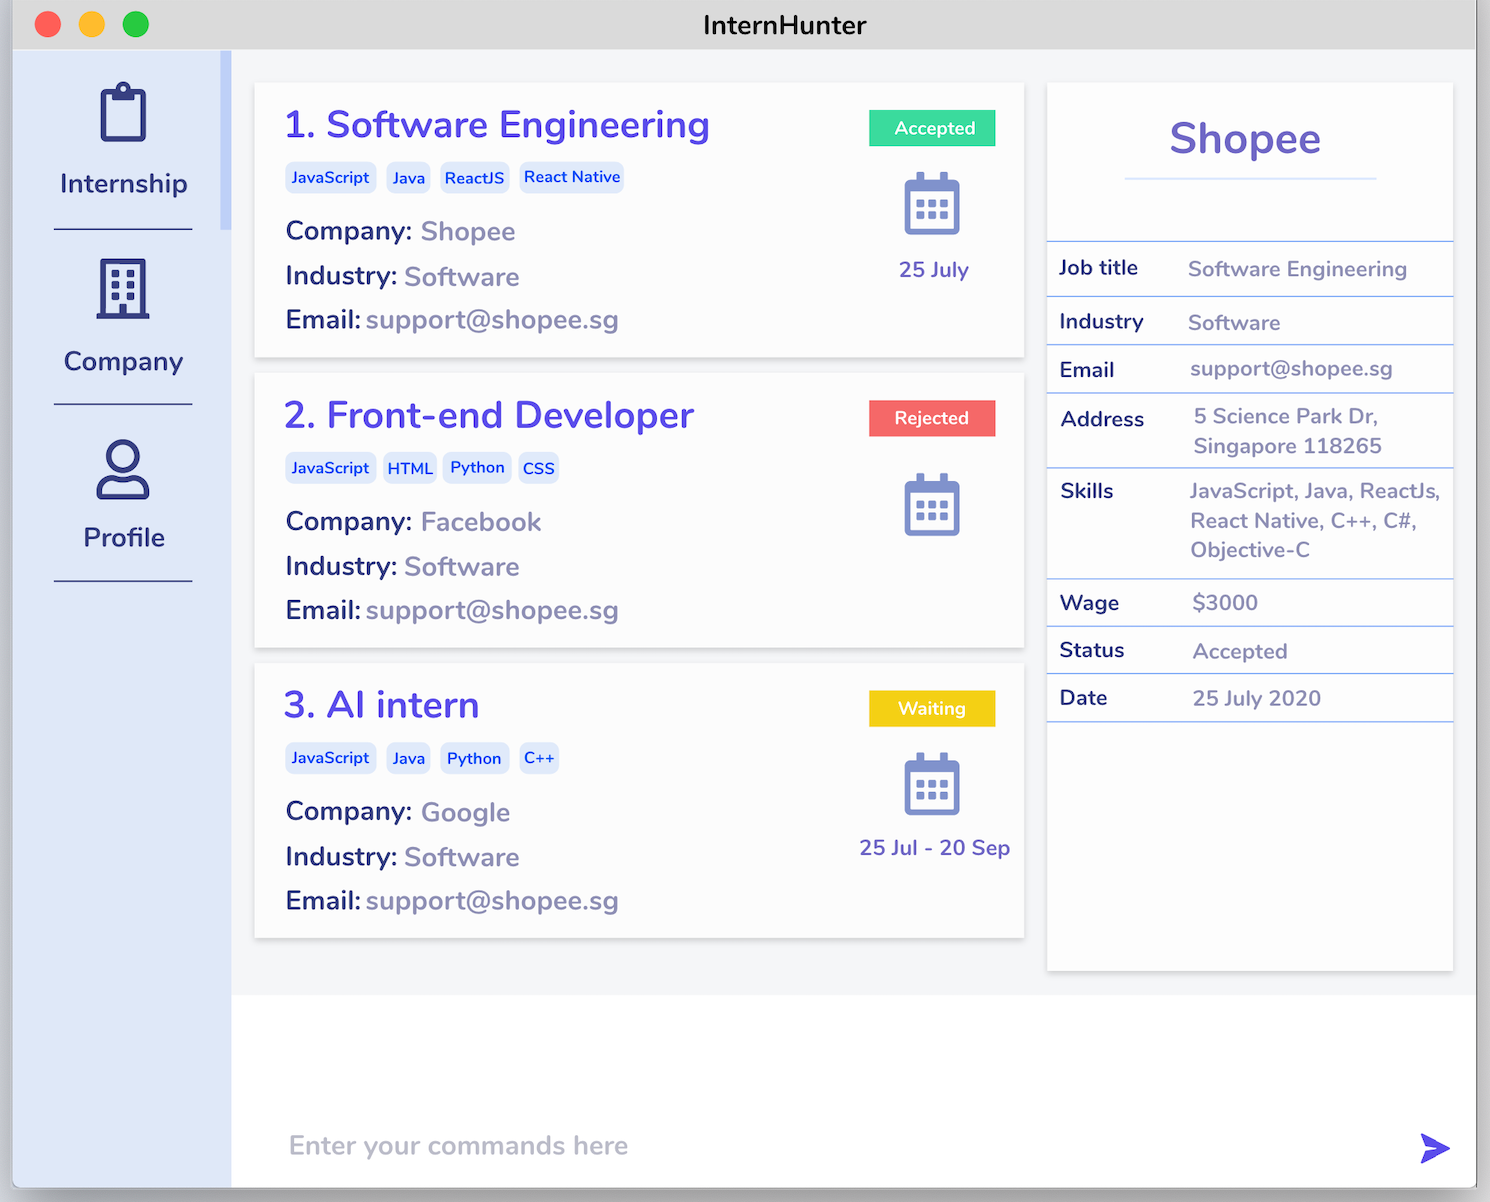 InternHunter
Internship
Company
Profile
1. Software Engineering
Accepted
JavaScript Java ReactJS React Native
Company: Shopee
Industry: Software
Email: support@shopee.sg
25 July
2. Front-end Developer
Rejected
JavaScript HTML Python CSS
Company: Facebook
Industry: Software
Email: support@shopee.sg
3. AI intern
Waiting
JavaScript Java Python C++
Company: Google
Industry: Software
Email: support@shopee.sg
25 Jul - 20 Sep
Shopee
Job title Software Engineering
Industry Software
Email support@shopee.sg
Address 5 Science Park Dr,
Singapore 118265
Skills JavaScript, Java, ReactJs,
React Native, C++, C#,
Objective-C
Wage $3000
Status Accepted
Date 25 July 2020
Enter your commands here